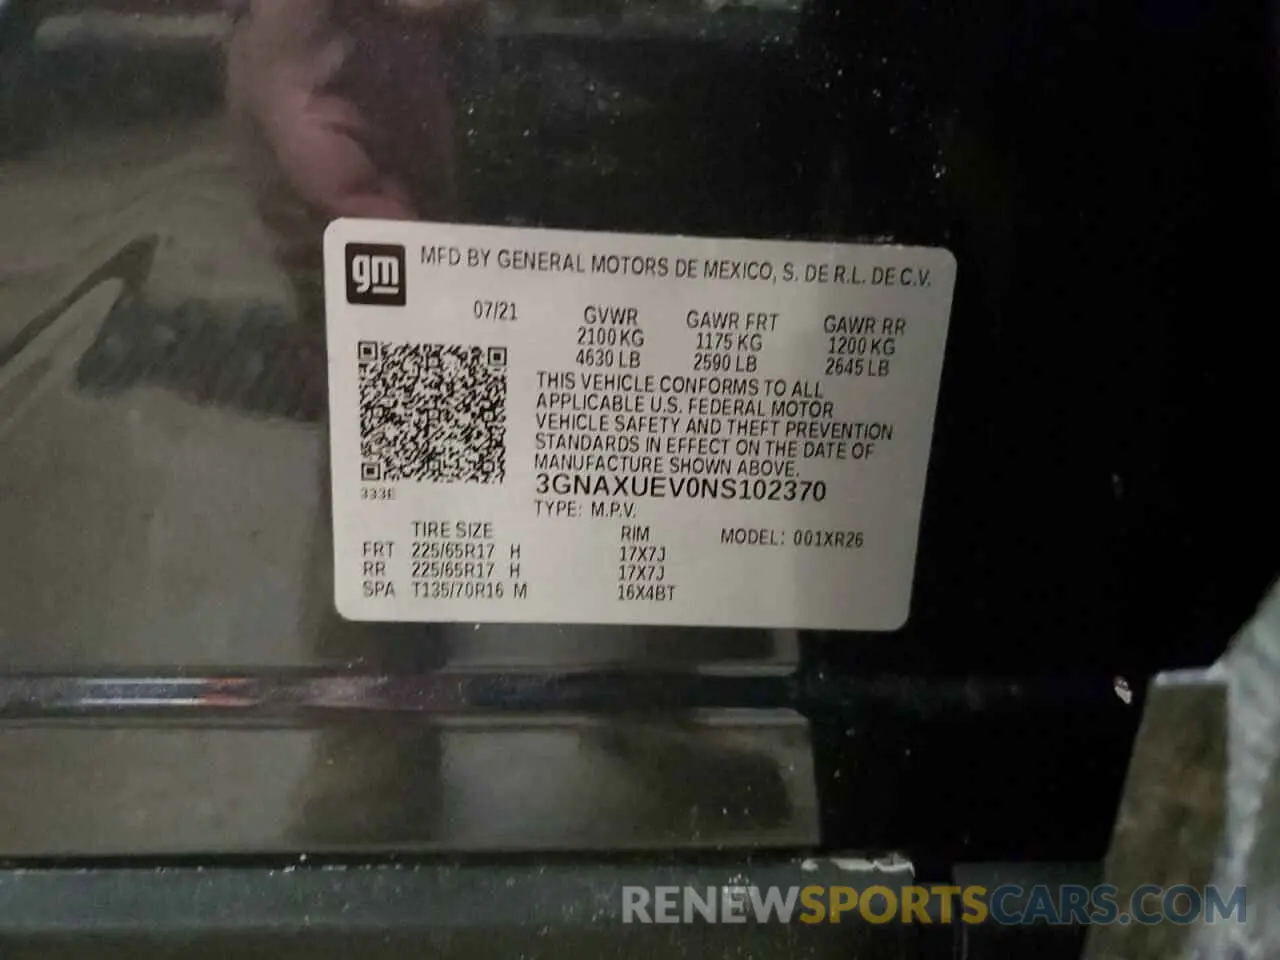 gm
MFD BY GENERAL MOTORS DE MEXICO, S. DE R.L. DE C.V.
07/21 GVWR GAWR FRT GAWR RR
2100 KG 1175 KG 1200 KG
4630 LB 2590 LB 2645 LB
THIS VEHICLE CONFORMS TO ALL
APPLICABLE U.S. FEDERAL MOTOR
VEHICLE SAFETY AND THEFT PREVENTION
STANDARDS IN EFFECT ON THE DATE OF
MANUFACTURE SHOWN ABOVE.
333E
3GNAXUEV0NS102370
TYPE: M.P.V.
TIRE SIZE RIM MODEL: 001XR26
FRT 225/65R17 H 17X7J
RR 225/65R17 H 17X7J
SPA T135/70R16 M 16X4BT
RENEWSPORTSCARS.COM